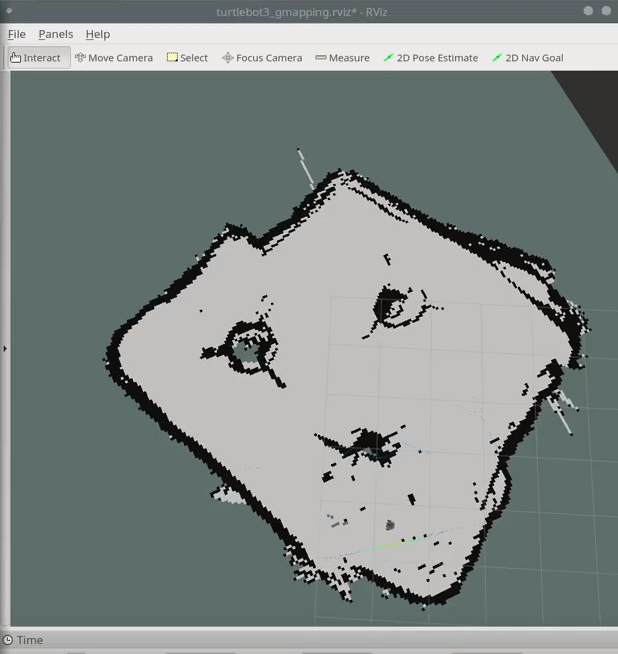 turtlebot3_gmapping.rviz* - RViz
File Panels Help
Interact Move Camera Select Focus Camera Measure 2D Pose Estimate 2D Nav Goal
Time